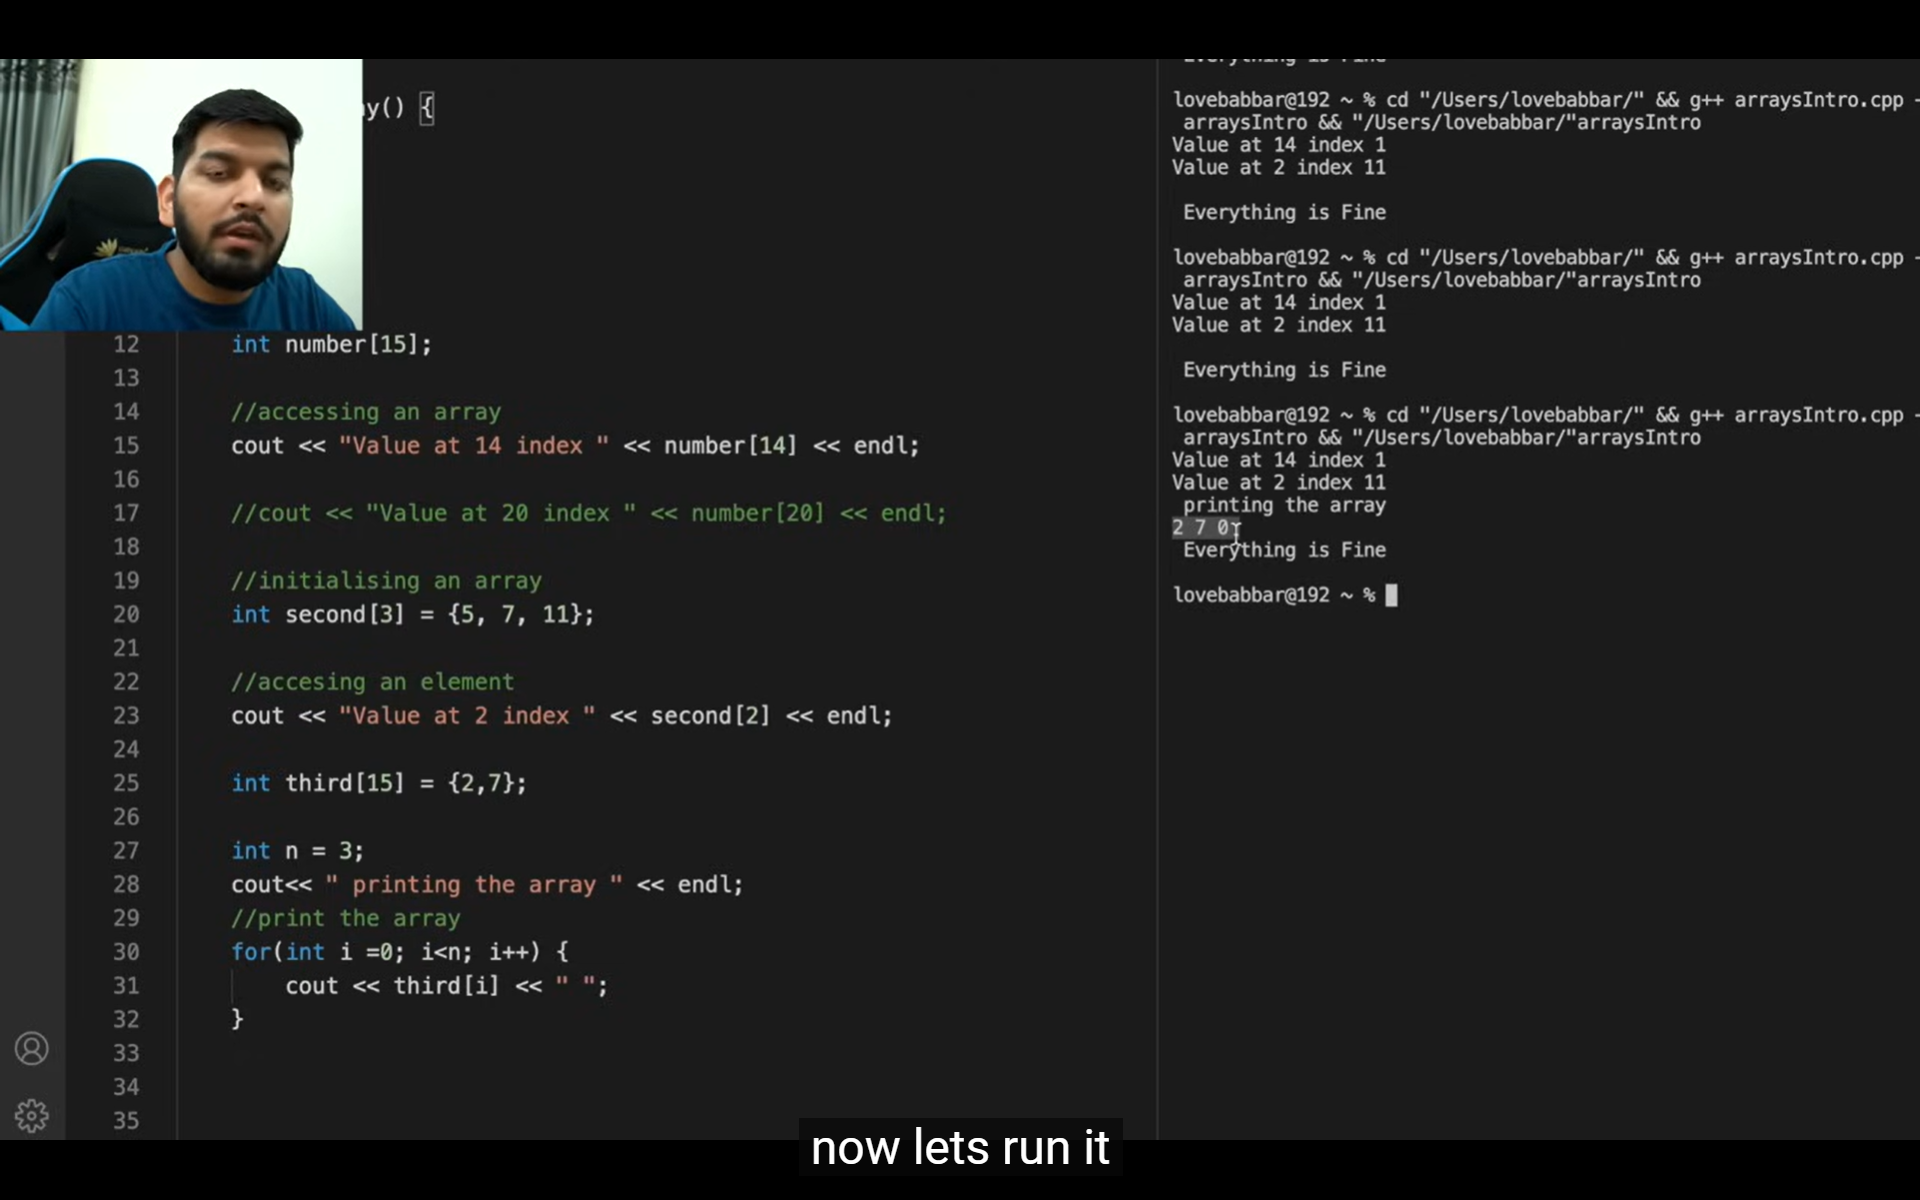 ay() {
12 int number[15];
13
14 //accessing an array
15 cout << "Value at 14 index " << number[14] << endl;
16
17 //cout << "Value at 20 index " << number[20] << endl;
18
19 //initialising an array
20 int second[3] = {5, 7, 11};
21
22 //accesing an element
23 cout << "Value at 2 index " << second[2] << endl;
24
25 int third[15] = {2,7};
26
27 int n = 3;
28 cout<< " printing the array " << endl;
29 //print the array
30 for(int i =0; i<n; i++) {
31 cout << third[i] << " ";
32 }
33
34
35
Everything is Fine
lovebabbar@192 ~ % cd "/Users/lovebabbar/" && g++ arraysIntro.cpp -
arraysIntro && "/Users/lovebabbar/"arraysIntro
Value at 14 index 1
Value at 2 index 11
Everything is Fine
lovebabbar@192 ~ % cd "/Users/lovebabbar/" && g++ arraysIntro.cpp -
arraysIntro && "/Users/lovebabbar/"arraysIntro
Value at 14 index 1
Value at 2 index 11
Everything is Fine
lovebabbar@192 ~ % cd "/Users/lovebabbar/" && g++ arraysIntro.cpp -
arraysIntro && "/Users/lovebabbar/"arraysIntro
Value at 14 index 1
Value at 2 index 11
printing the array
2 7 0
Everything is Fine
lovebabbar@192 ~ %
now lets run it